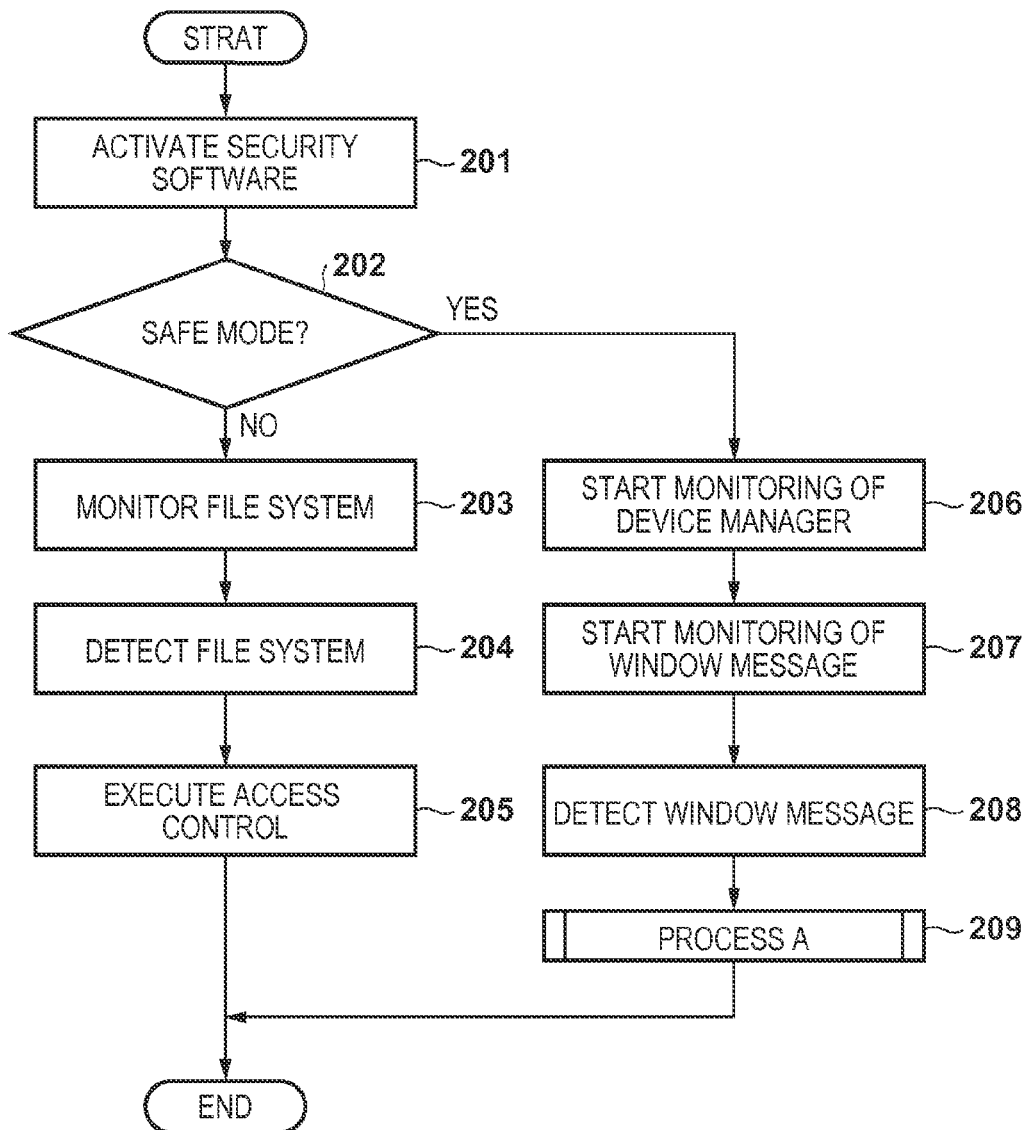 STRAT
ACTIVATE SECURITY
SOFTWARE
201
202
SAFE MODE?
YES
NO
MONITOR FILE SYSTEM
203
DETECT FILE SYSTEM
204
EXECUTE ACCESS
CONTROL
205
START MONITORING OF
DEVICE MANAGER
206
START MONITORING OF
WINDOW MESSAGE
207
DETECT WINDOW MESSAGE
208
PROCESS A
209
END